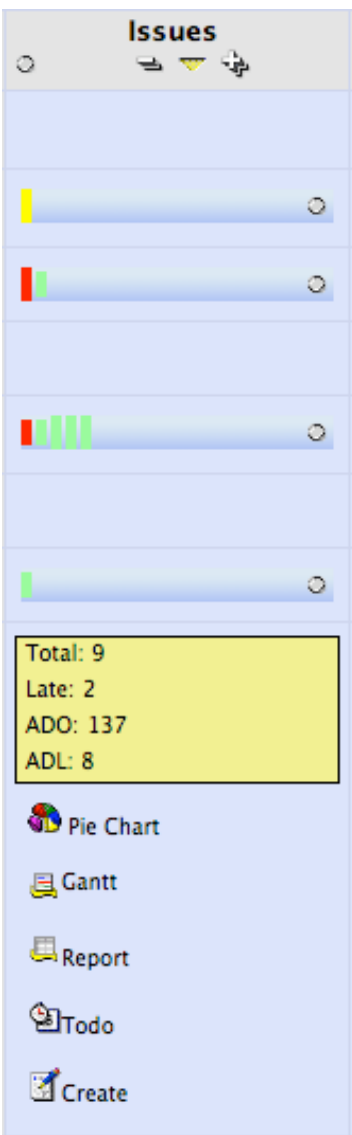 Issues
Total: 9
Late: 2
ADO: 137
ADL: 8
Pie Chart
Gantt
Report
Todo
Create